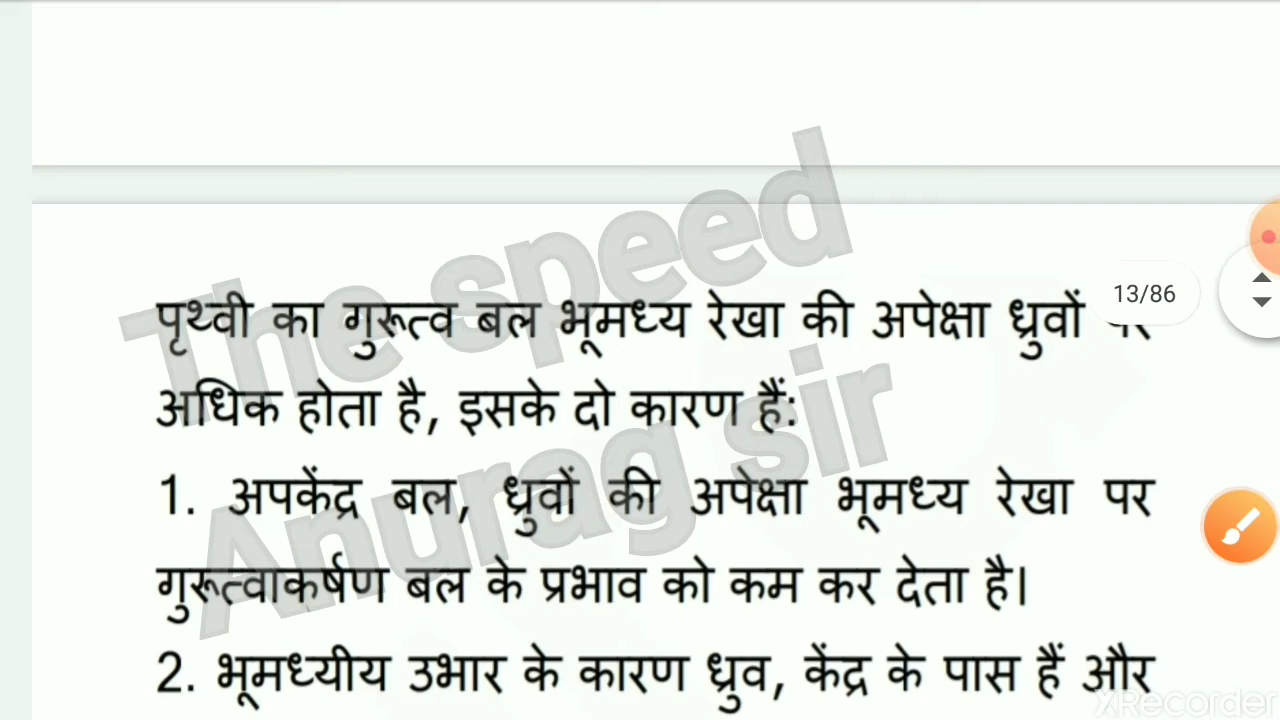 The speed
Anurag sir
13/86
पृथ्वी का गुरूत्व बल भूमध्य रेखा की अपेक्षा ध्रुवों पर
अधिक होता है, इसके दो कारण हैं:
1. अपकेंद्र बल, ध्रुवों की अपेक्षा भूमध्य रेखा पर
गुरूत्वाकर्षण बल के प्रभाव को कम कर देता है।
2. भूमध्यीय उभार के कारण ध्रुव, केंद्र के पास हैं और
XRecorder